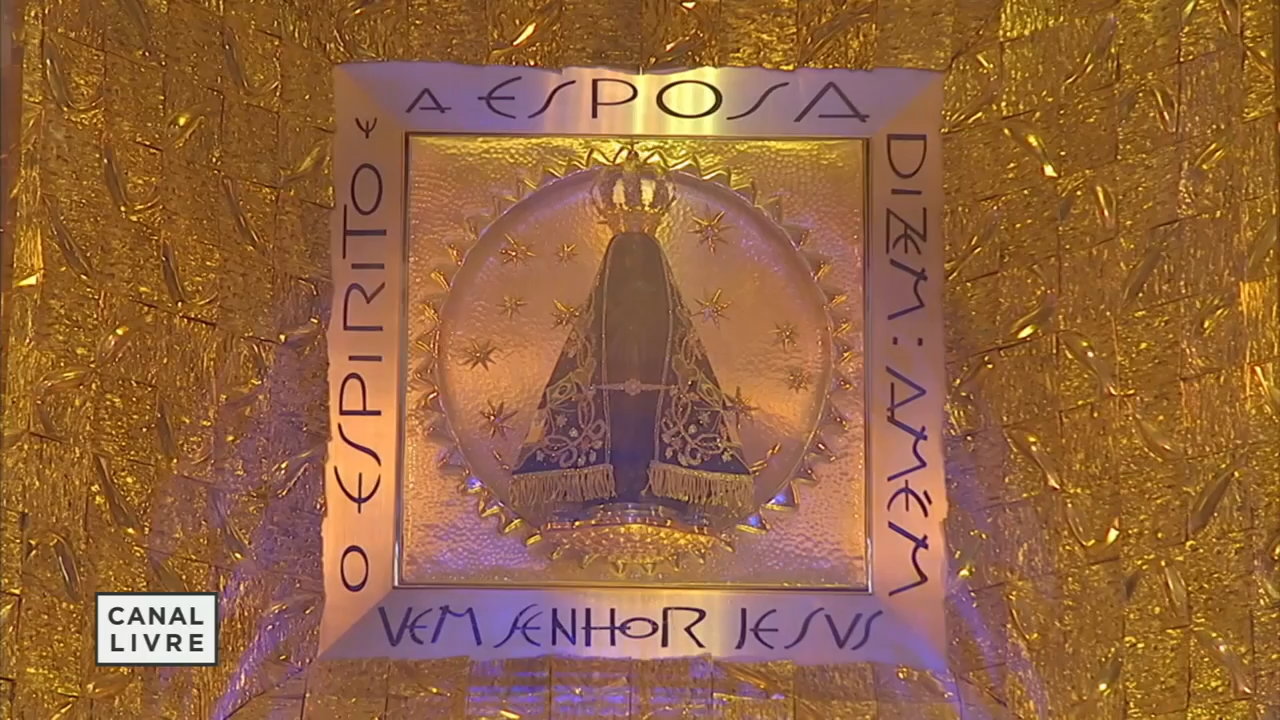 O ESPIRITO E
A ESPOSA
DIZEM: AMÉM
VEM SENHOR JESUS
CANAL
LIVRE